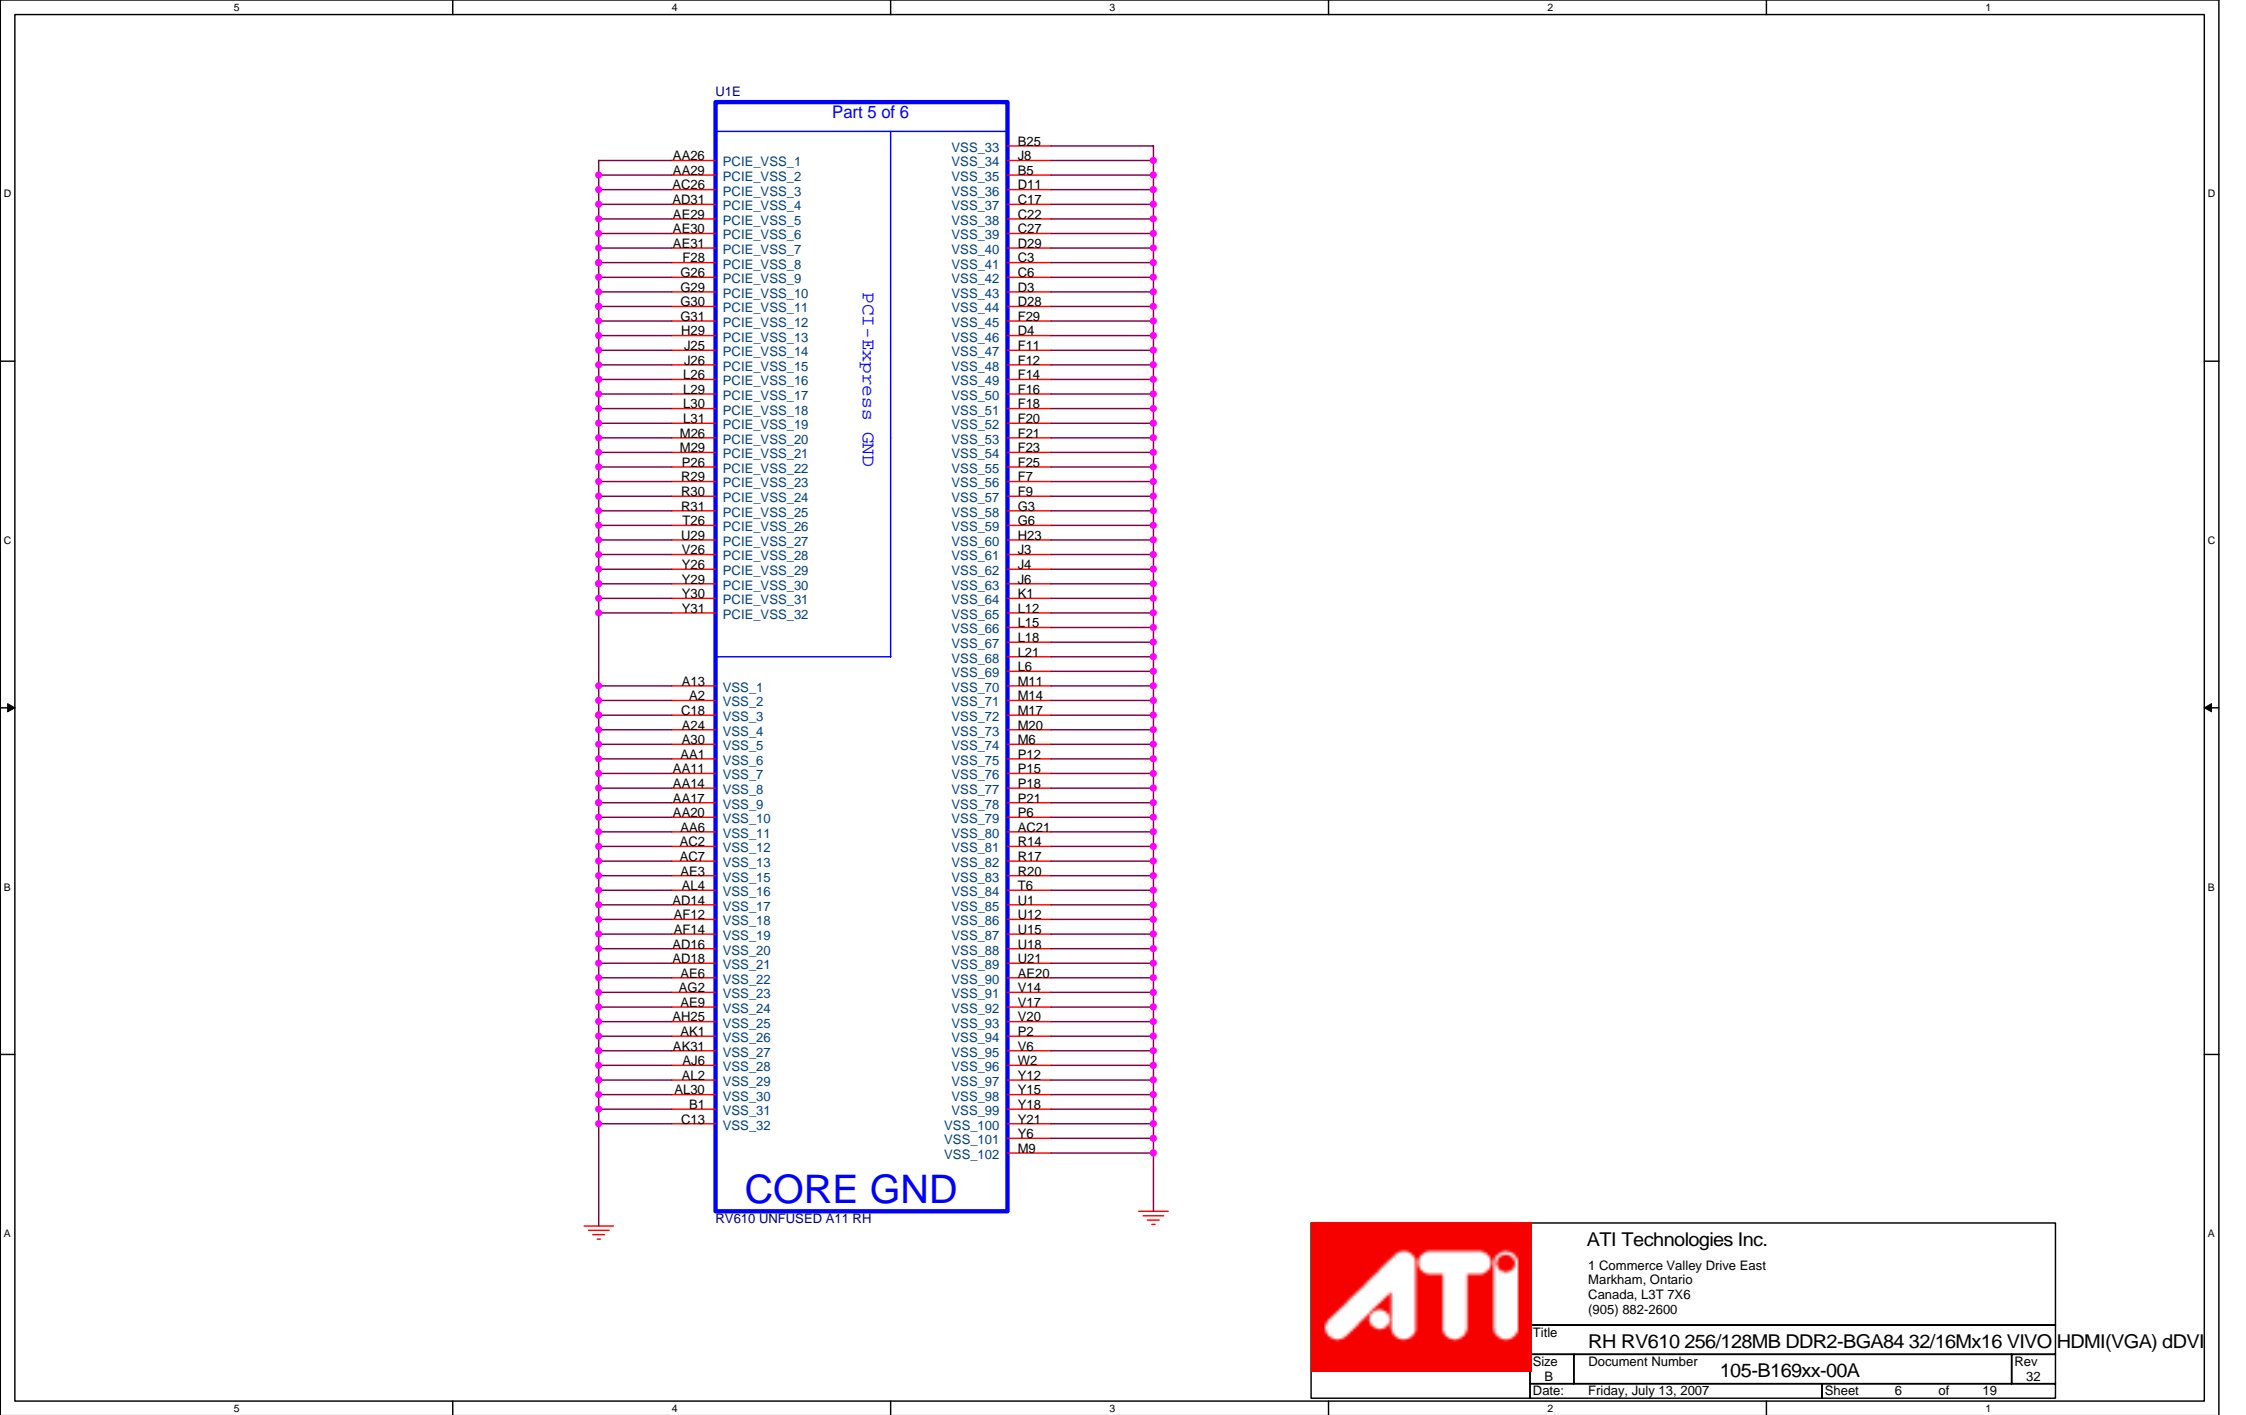 5 4 3 2 1
U1E
Part 5 of 6
D D
C C
B B
A A
PCI-Express GND
AA26 PCIE_VSS_1
AA29 PCIE_VSS_2
AC26 PCIE_VSS_3
AD31 PCIE_VSS_4
AE29 PCIE_VSS_5
AE30 PCIE_VSS_6
AE31 PCIE_VSS_7
F28 PCIE_VSS_8
G26 PCIE_VSS_9
G29 PCIE_VSS_10
G30 PCIE_VSS_11
G31 PCIE_VSS_12
H29 PCIE_VSS_13
J25 PCIE_VSS_14
J26 PCIE_VSS_15
L26 PCIE_VSS_16
L29 PCIE_VSS_17
L30 PCIE_VSS_18
L31 PCIE_VSS_19
M26 PCIE_VSS_20
M29 PCIE_VSS_21
P26 PCIE_VSS_22
R29 PCIE_VSS_23
R30 PCIE_VSS_24
R31 PCIE_VSS_25
T26 PCIE_VSS_26
U29 PCIE_VSS_27
V26 PCIE_VSS_28
Y26 PCIE_VSS_29
Y29 PCIE_VSS_30
Y30 PCIE_VSS_31
Y31 PCIE_VSS_32
A13 VSS_1
A2 VSS_2
C18 VSS_3
A24 VSS_4
A30 VSS_5
AA1 VSS_6
AA11 VSS_7
AA14 VSS_8
AA17 VSS_9
AA20 VSS_10
AA6 VSS_11
AC2 VSS_12
AC7 VSS_13
AE3 VSS_15
AL4 VSS_16
AD14 VSS_17
AF12 VSS_18
AF14 VSS_19
AD16 VSS_20
AD18 VSS_21
AE6 VSS_22
AG2 VSS_23
AE9 VSS_24
AH25 VSS_25
AK1 VSS_26
AK31 VSS_27
AJ6 VSS_28
AL2 VSS_29
AL30 VSS_30
B1 VSS_31
C13 VSS_32
VSS_33 B25
VSS_34 J8
VSS_35 B5
VSS_36 D11
VSS_37 C17
VSS_38 C22
VSS_39 C27
VSS_40 D29
VSS_41 C3
VSS_42 C6
VSS_43 D3
VSS_44 D28
VSS_45 F29
VSS_46 D4
VSS_47 F11
VSS_48 F12
VSS_49 F14
VSS_50 F16
VSS_51 F18
VSS_52 F20
VSS_53 F21
VSS_54 F23
VSS_55 F25
VSS_56 F7
VSS_57 F9
VSS_58 G3
VSS_59 G6
VSS_60 H23
VSS_61 J3
VSS_62 J4
VSS_63 J6
VSS_64 K1
VSS_65 L12
VSS_66 L15
VSS_67 L18
VSS_68 L21
VSS_69 L6
VSS_70 M11
VSS_71 M14
VSS_72 M17
VSS_73 M20
VSS_74 M6
VSS_75 P12
VSS_76 P15
VSS_77 P18
VSS_78 P21
VSS_79 P6
VSS_80 AC21
VSS_81 R14
VSS_82 R17
VSS_83 R20
VSS_84 T6
VSS_85 U1
VSS_86 U12
VSS_87 U15
VSS_88 U18
VSS_89 U21
VSS_90 AE20
VSS_91 V14
VSS_92 V17
VSS_93 V20
VSS_94 P2
VSS_95 V6
VSS_96 W2
VSS_97 Y12
VSS_98 Y15
VSS_99 Y18
VSS_100 Y21
VSS_101 Y6
VSS_102 M9
CORE GND
RV610 UNFUSED A11 RH
ATI
ATI Technologies Inc.
1 Commerce Valley Drive East
Markham, Ontario
Canada, L3T 7X6
(905) 882-2600
Title RH RV610 256/128MB DDR2-BGA84 32/16Mx16 VIVO HDMI(VGA) dDVI
Size B Document Number 105-B169xx-00A Rev 32
Date: Friday, July 13, 2007 Sheet 6 of 19
5 4 3 2 1